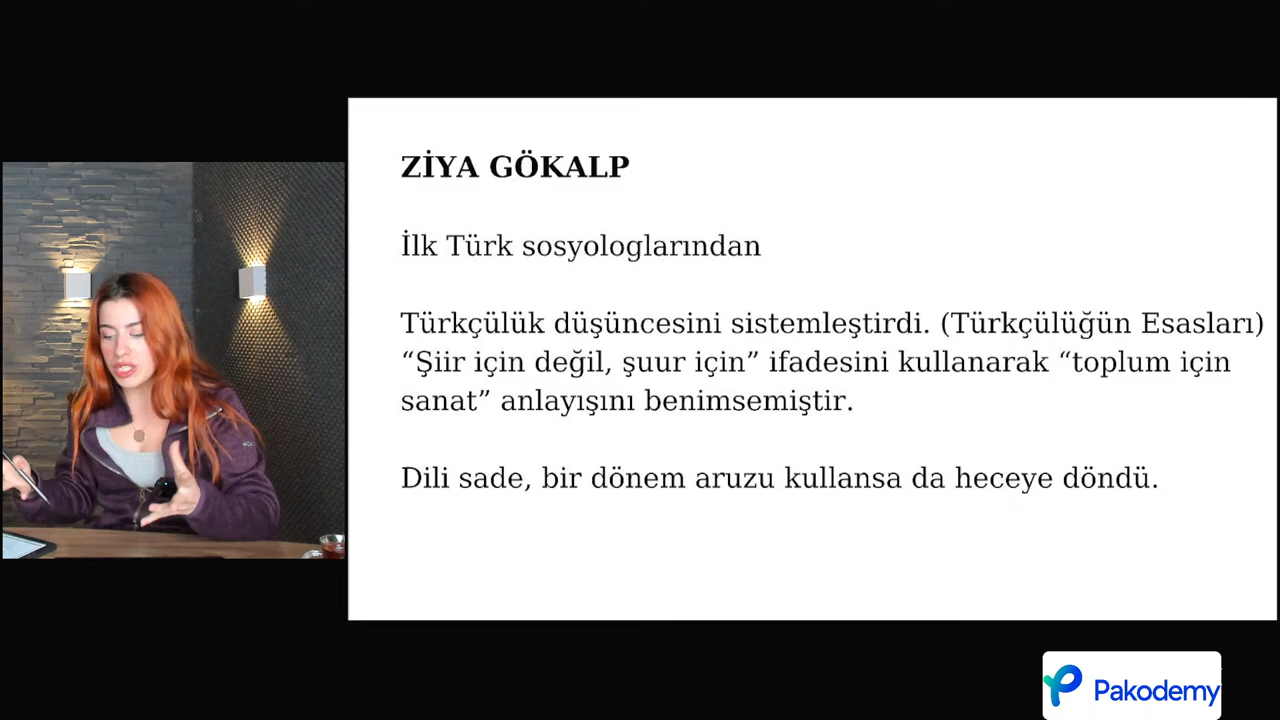 ZİYA GÖKALP
İlk Türk sosyologlarından
Türkçülük düşüncesini sistemleştirdi. (Türkçülüğün Esasları)
“Şiir için değil, şuur için” ifadesini kullanarak “toplum için
sanat” anlayışını benimsemiştir.
Dili sade, bir dönem aruzu kullansa da heceye döndü.
Pakodemy